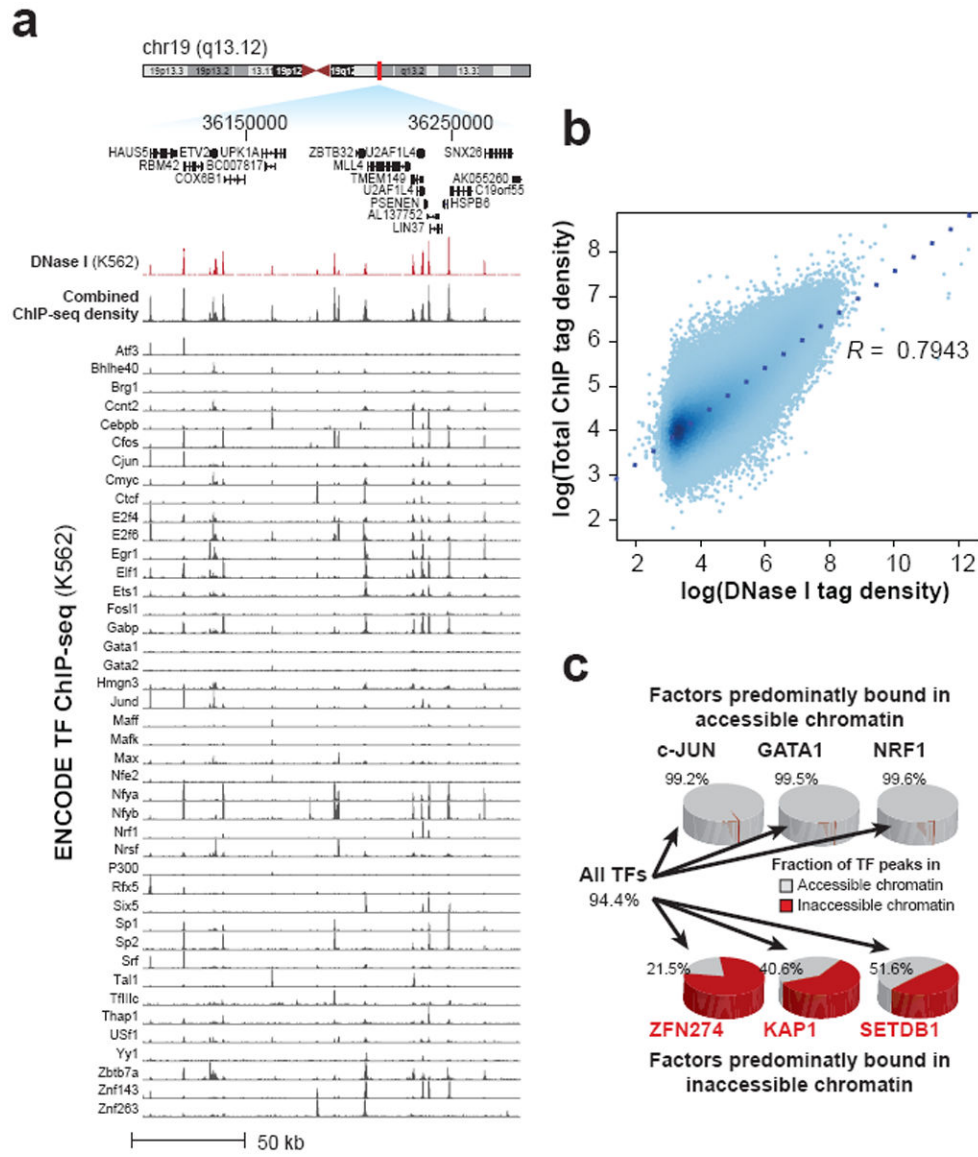 a
chr19 (q13.12)
19p13.3 19p13.2 13.11 19p12 19q12 q13.2 13.33
36150000 36250000
HAUS5 ETV2 UPK1A ZBTB32 U2AF1L4 SNX26
RBM42 BC007817 MLL4 AK055260
COX6B1 TMEM149 C19orf55
U2AF1L4
PSENEN HSPB6
AL137752
LIN37
DNase I (K562)
Combined
ChIP-seq density
ENCODE TF ChIP-seq (K562)
Atf3
Bhlhe40
Brg1
Ccnt2
Cebpb
Cfos
Cjun
Cmyc
Ctcf
E2f4
E2f6
Egr1
Elf1
Ets1
Fosl1
Gabp
Gata1
Gata2
Hmgn3
Jund
Maff
Mafk
Max
Nfe2
Nfya
Nfyb
Nrf1
Nrsf
P300
Rfx5
Six5
Sp1
Sp2
Srf
Tal1
TfIIIc
Thap1
USf1
Yy1
Zbtb7a
Znf143
Znf263
50 kb
b
log(Total ChIP tag density)
8
7
6
5
4
3
2
R = 0.7943
2 4 6 8 10 12
log(DNase I tag density)
c
Factors predominatly bound in
accessible chromatin
c-JUN GATA1 NRF1
99.2% 99.5% 99.6%
All TFs
94.4%
Fraction of TF peaks in
Accessible chromatin
Inaccessible chromatin
21.5% 40.6% 51.6%
ZFN274 KAP1 SETDB1
Factors predominatly bound in
inaccessible chromatin